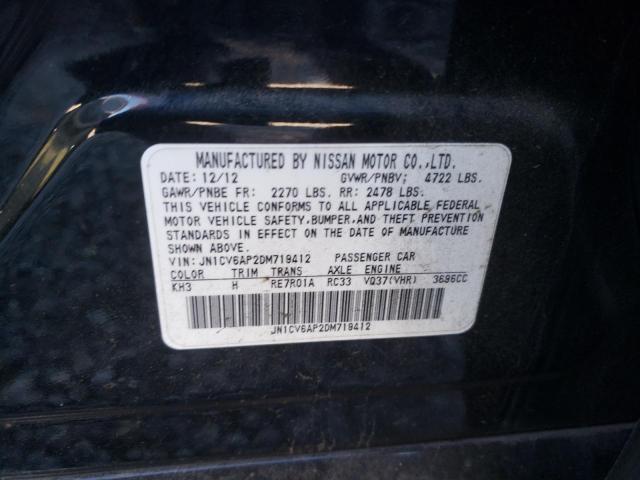 MANUFACTURED BY NISSAN MOTOR CO.,LTD.
DATE: 12/12 GVWR/PNBV: 4722 LBS.
GAWR/PNBE FR: 2270 LBS. RR: 2478 LBS.
THIS VEHICLE CONFORMS TO ALL APPLICABLE FEDERAL
MOTOR VEHICLE SAFETY,BUMPER,AND THEFT PREVENTION
STANDARDS IN EFFECT ON THE DATE OF MANUFACTURE
SHOWN ABOVE.
VIN: JN1CV6AP2DM719412 PASSENGER CAR
COLOR TRIM TRANS AXLE ENGINE
KH3 H RE7R01A RC33 VQ37(VHR) 3696CC
JN1CV6AP2DM719412